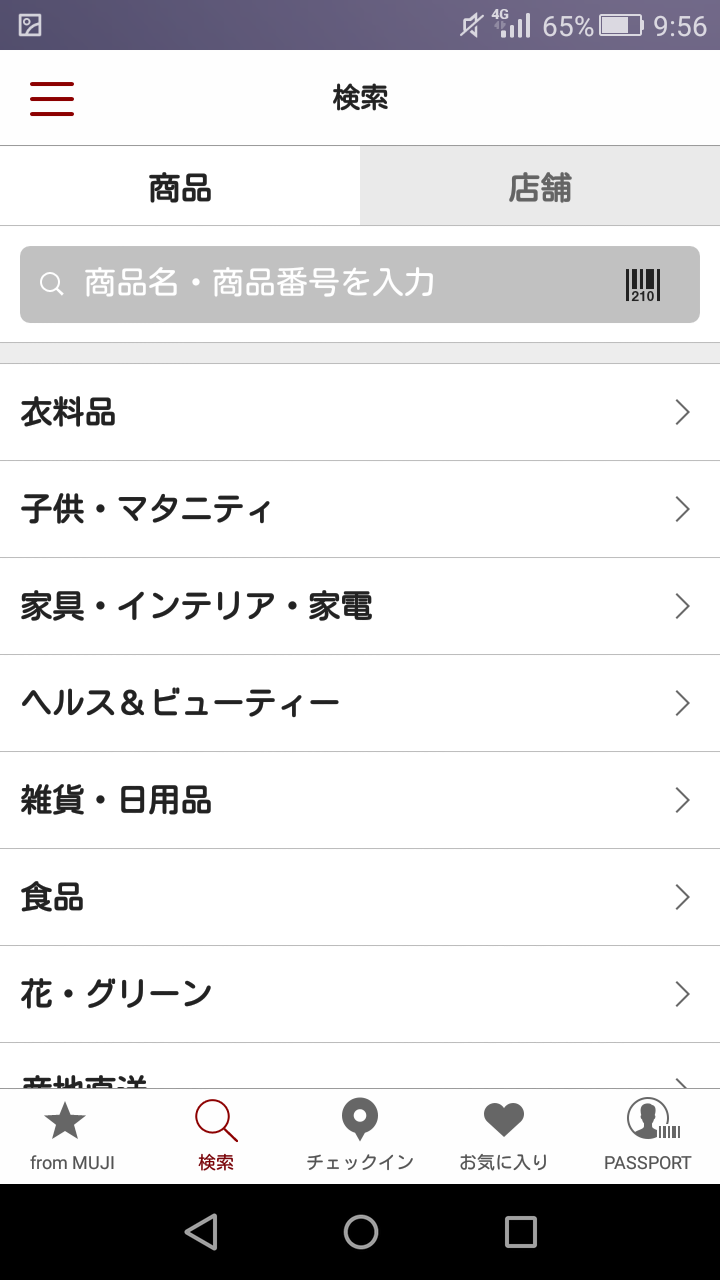 4G 65% 9:56
検索
商品 店舗
商品名・商品番号を入力 210
衣料品
子供・マタニティ
家具・インテリア・家電
ヘルス＆ビューティー
雑貨・日用品
食品
花・グリーン
産地直送
from MUJI 検索 チェックイン お気に入り PASSPORT